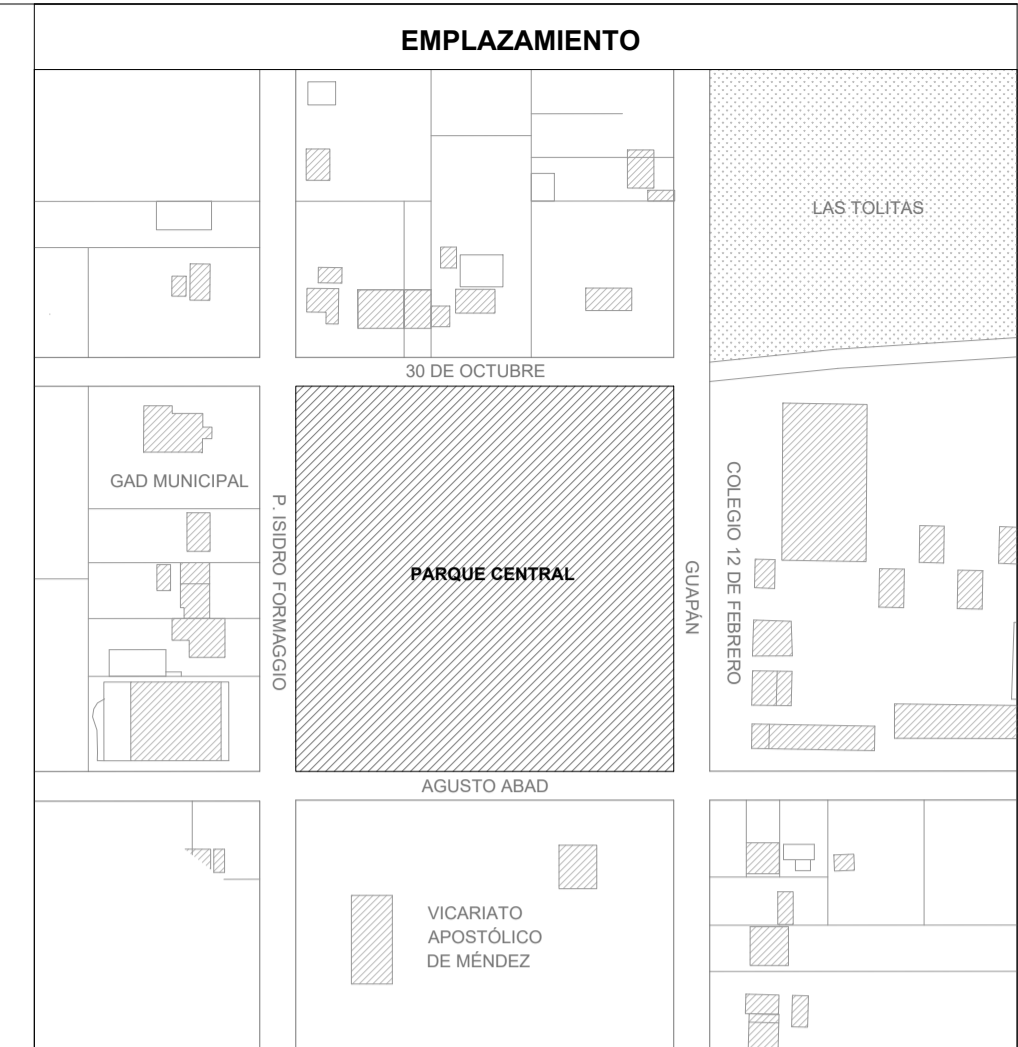 EMPLAZAMIENTO
LAS TOLITAS
30 DE OCTUBRE
GAD MUNICIPAL
P. ISIDRO FORMAGGIO
PARQUE CENTRAL
GUAPÁN
COLEGIO 12 DE FEBRERO
AGUSTO ABAD
VICARIATO
APOSTÓLICO
DE MÉNDEZ